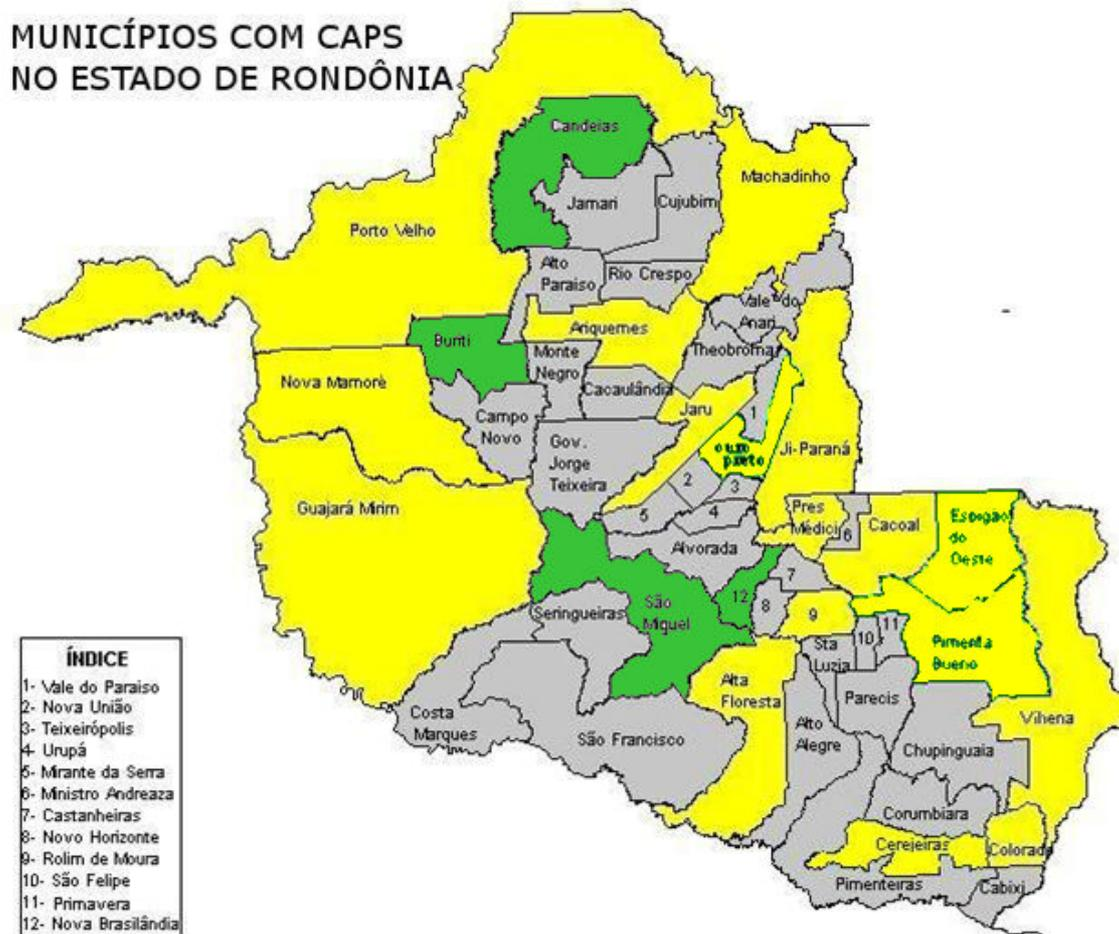 MUNICÍPIOS COM CAPS
NO ESTADO DE RONDÔNIA
Candeias
Machadinho
Jamari
Cujubim
Porto Velho
Alto
Paraiso
Rio Crespo
Vale do
Anari
Ariquemes
Buriti
Theobroma
Monte
Negro
Nova Mamorè
Cacaulândia
Jaru
1
Campo
Novo
Gov.
Jorge
Teixeira
ouro
preto
Ji-Paraná
2
3
Guajará Mirim
5
4
Pres
Médici
6
Cacoal
Espigão
do
Oeste
Alvorada
7
12
8
9
Seringueiras
São
Miguel
Sta
Luzia
10
11
Pimenta
Bueno
Alta
Floresta
Parecis
Costa
Marques
São Francisco
Alto
Alegre
Vihena
Chupinguaia
Corumbiara
Cerejeiras
Colorado
Pimenteiras
Cabixi
ÍNDICE
1- Vale do Paraiso
2- Nova União
3- Teixeirópolis
4- Urupá
5- Mirante da Serra
6- Ministro Andreaza
7- Castanheiras
8- Novo Horizonte
9- Rolim de Moura
10- São Felipe
11- Primavera
12- Nova Brasilândia